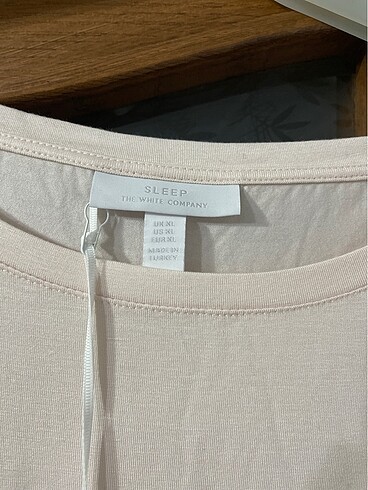 SLEEP
THE WHITE COMPANY
UK XL
US XL
EUR XL
MADE IN
TURKEY